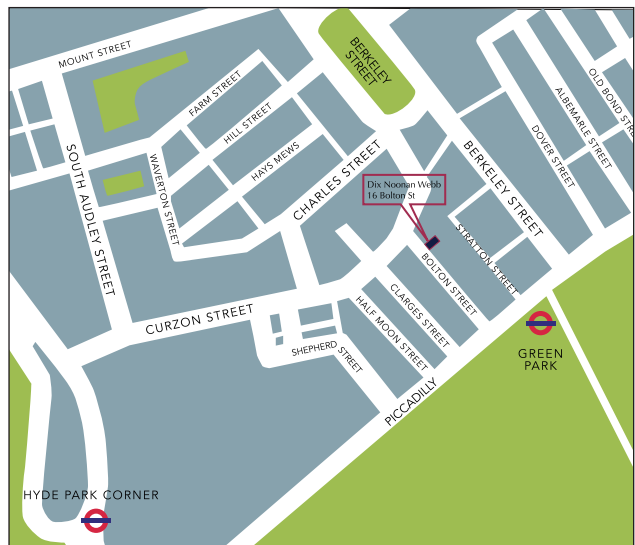 MOUNT STREET
BERKELEY
STREET
FARM STREET
HILL STREET
HAYS MEWS
OLD BOND STR
ALBEMARLE STREET
DOVER STREET
SOUTH AUDLEY STREET
WAVERTON STREET
CHARLES STREET
BERKELEY STREET
Dix Noonan Webb
16 Bolton St
STRATTON STREET
BOLTON STREET
CLARGES STREET
HALF MOON STREET
CURZON STREET
SHEPHERD STREET
PICCADILLY
GREEN
PARK
HYDE PARK CORNER